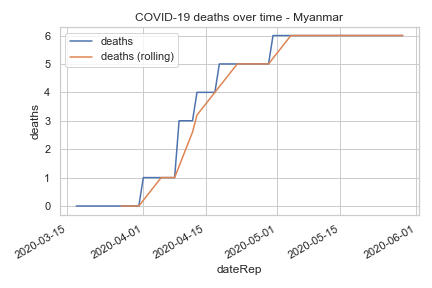 COVID-19 deaths over time - Myanmar
deaths
deaths (rolling)
deaths
6
5
4
3
2
1
0
2020-03-15
2020-04-01
2020-04-15
2020-05-01
2020-05-15
2020-06-01
dateRep